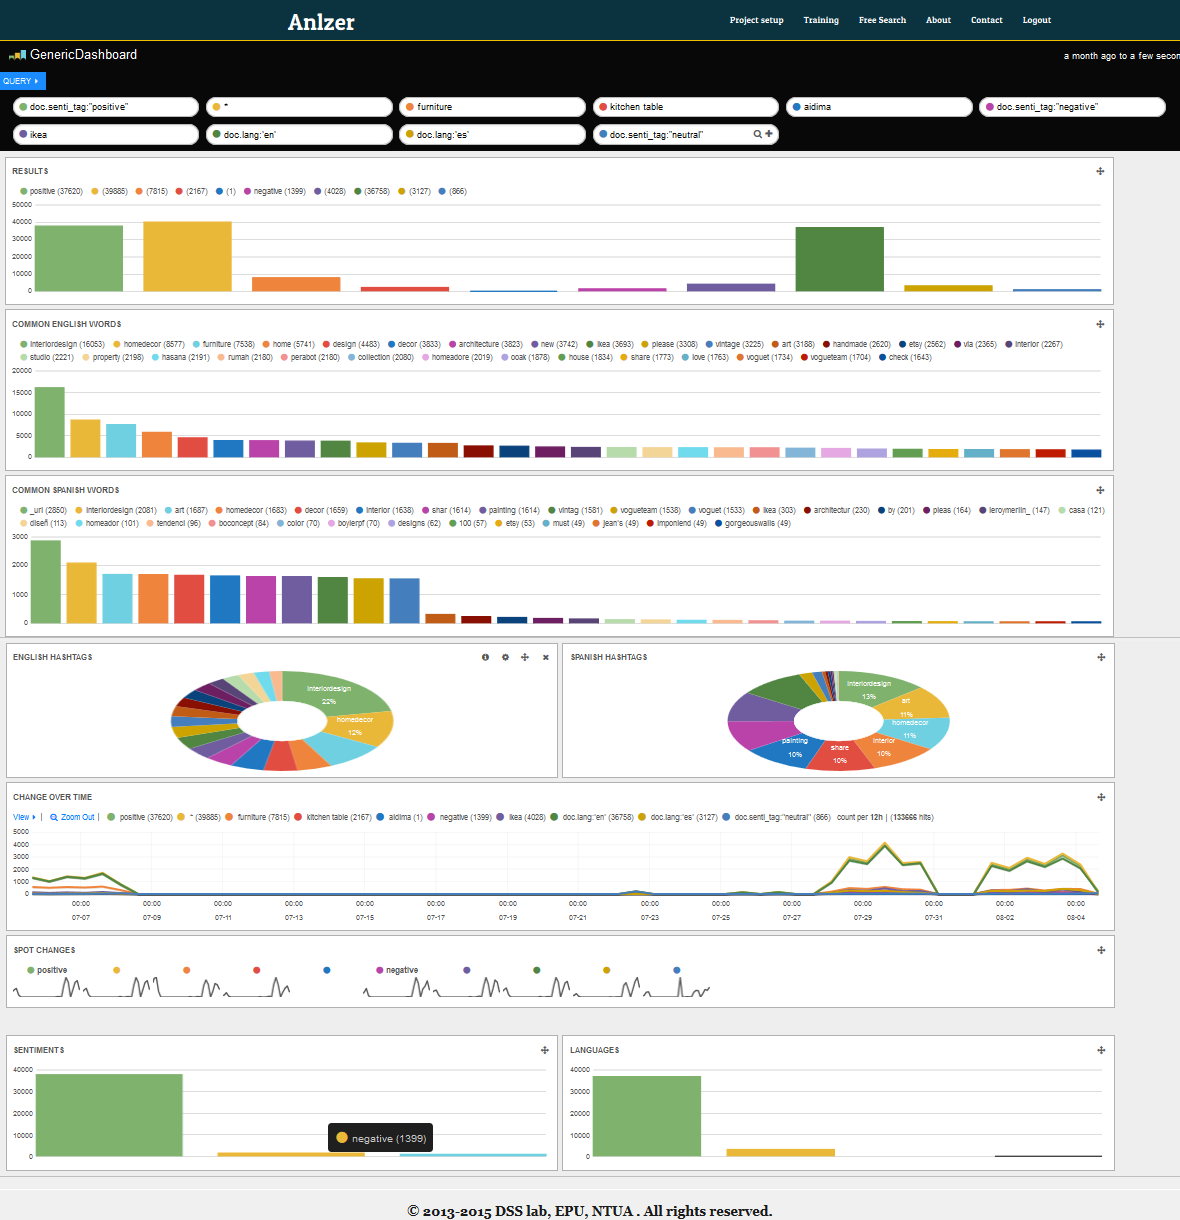 Anlzer
Project setup Training Free Search About Contact Logout
GenericDashboard
a month ago to a few secon
QUERY
doc.senti_tag:"positive" * furniture kitchen table aidima doc.senti_tag:"negative"
ikea doc.lang:'en' doc.lang:'es' doc.senti_tag:"neutral"
RESULTS
positive (37620) (39885) (7815) (2167) (1) negative (1399) (4028) (36758) (3127) (866)
50000
40000
30000
20000
10000
0
COMMON ENGLISH WORDS
interiordesign (16053) homedecor (8577) furniture (7538) home (5741) design (4483) decor (3833) architecture (3823) new (3742) ikea (3693) please (3308) vintage (3225) art (3188) handmade (2620) etsy (2562) via (2365) interior (2267)
studio (2221) property (2198) hasana (2191) rumah (2180) perabot (2180) collection (2080) homeadore (2019) ooak (1878) house (1834) share (1773) love (1763) voguet (1734) vogueteam (1704) check (1643)
20000
15000
10000
5000
0
COMMON SPANISH WORDS
_url (2850) interiordesign (2081) art (1687) homedecor (1683) decor (1659) interior (1638) shar (1614) painting (1614) vintag (1581) vogueteam (1538) voguet (1533) ikea (303) architectur (230) by (201) pleas (164) leroymerlin_ (147) casa (121)
diseñ (113) homeador (101) tendenci (96) boconcept (84) color (70) boylerpf (70) designs (62) 100 (57) etsy (53) must (49) jean's (49) imponlend (49) gorgeouswalls (49)
3000
2000
1000
0
ENGLISH HASHTAGS
interiordesign
22%
homedecor
12%
SPANISH HASHTAGS
interiordesign
13%
art
11%
homedecor
11%
interior
10%
share
10%
painting
10%
CHANGE OVER TIME
View | Zoom Out | positive (37620) * (39885) furniture (7815) kitchen table (2167) aidima (1) negative (1399) ikea (4028) doc.lang:'en' (36758) doc.lang:'es' (3127) doc.senti_tag:"neutral" (866) count per 12h | (133666 hits)
5000
4000
3000
2000
1000
0
00:00 00:00 00:00 00:00 00:00 00:00 00:00 00:00 00:00 00:00 00:00 00:00 00:00 00:00 00:00
07-07 07-09 07-11 07-13 07-15 07-17 07-19 07-21 07-23 07-25 07-27 07-29 07-31 08-02 08-04
SPOT CHANGES
positive negative
SENTIMENTS
40000
30000
20000
10000
0
negative (1399)
LANGUAGES
40000
30000
20000
10000
0
© 2013-2015 DSS lab, EPU, NTUA . All rights reserved.